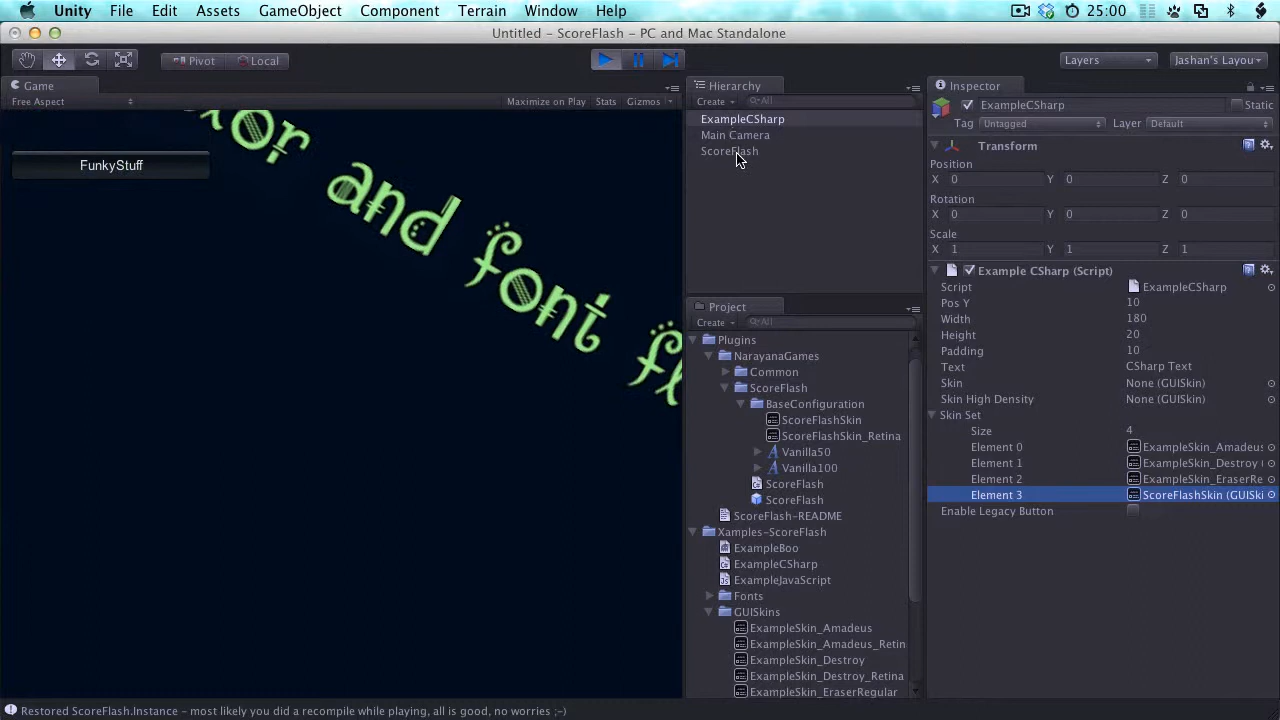 Unity File Edit Assets GameObject Component Terrain Window Help 25:00
Untitled - ScoreFlash - PC and Mac Standalone
Pivot Local Layers Jashan's Layou
Game
Free Aspect Maximize on Play Stats Gizmos
or and font f
FunkyStuff
Hierarchy
Create All
ExampleCSharp
Main Camera
ScoreFlash
Project
Create All
Plugins
NarayanaGames
Common
ScoreFlash
BaseConfiguration
ScoreFlashSkin
ScoreFlashSkin_Retina
Vanilla50
Vanilla100
ScoreFlash
ScoreFlash
ScoreFlash-README
Xamples-ScoreFlash
ExampleBoo
ExampleCSharp
ExampleJavaScript
Fonts
GUISkins
ExampleSkin_Amadeus
ExampleSkin_Amadeus_Retin
ExampleSkin_Destroy
ExampleSkin_Destroy_Retina
ExampleSkin_EraserRegular
Inspector
ExampleCSharp Static
Tag Untagged Layer Default
Transform
Position
X 0 Y 0 Z 0
Rotation
X 0 Y 0 Z 0
Scale
X 1 Y 1 Z 1
Example CSharp (Script)
Script ExampleCSharp
Pos Y 10
Width 180
Height 20
Padding 10
Text CSharp Text
Skin None (GUISkin)
Skin High Density None (GUISkin)
Skin Set
Size 4
Element 0 ExampleSkin_Amadeu
Element 1 ExampleSkin_Destroy (
Element 2 ExampleSkin_EraserRe
Element 3 ScoreFlashSkin (GUISki
Enable Legacy Button
Restored ScoreFlash.Instance - most likely you did a recompile while playing, all is good, no worries ;-)